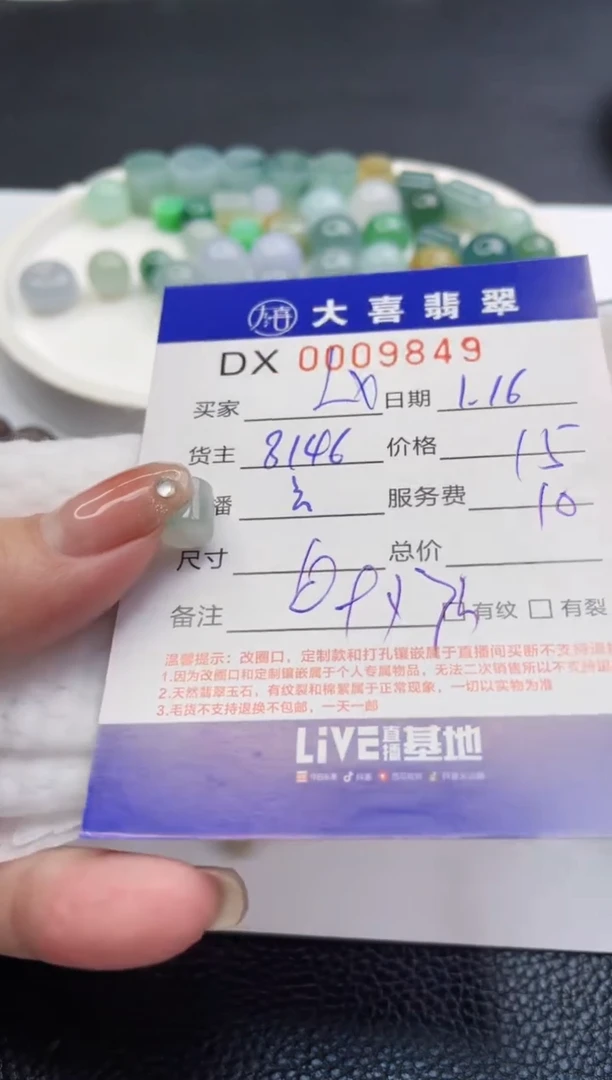 大喜翡翠
DX 0009849
买家 LX 日期 1.16
货主 8146 价格 15
播 服务费 10
尺寸 总价
备注 有纹 □ 有裂
温馨提示：改圈口，定制款和打孔镶嵌属于直播间买断不支持退
1.因为改圈口和定制镶嵌属于个人专属物品，无法二次销售所以不支持
2.天然翡翠玉石，有纹裂和棉絮属于正常现象，一切以实物为准
3.毛货不支持退换不包邮，一天一邮
LiVE直播基地